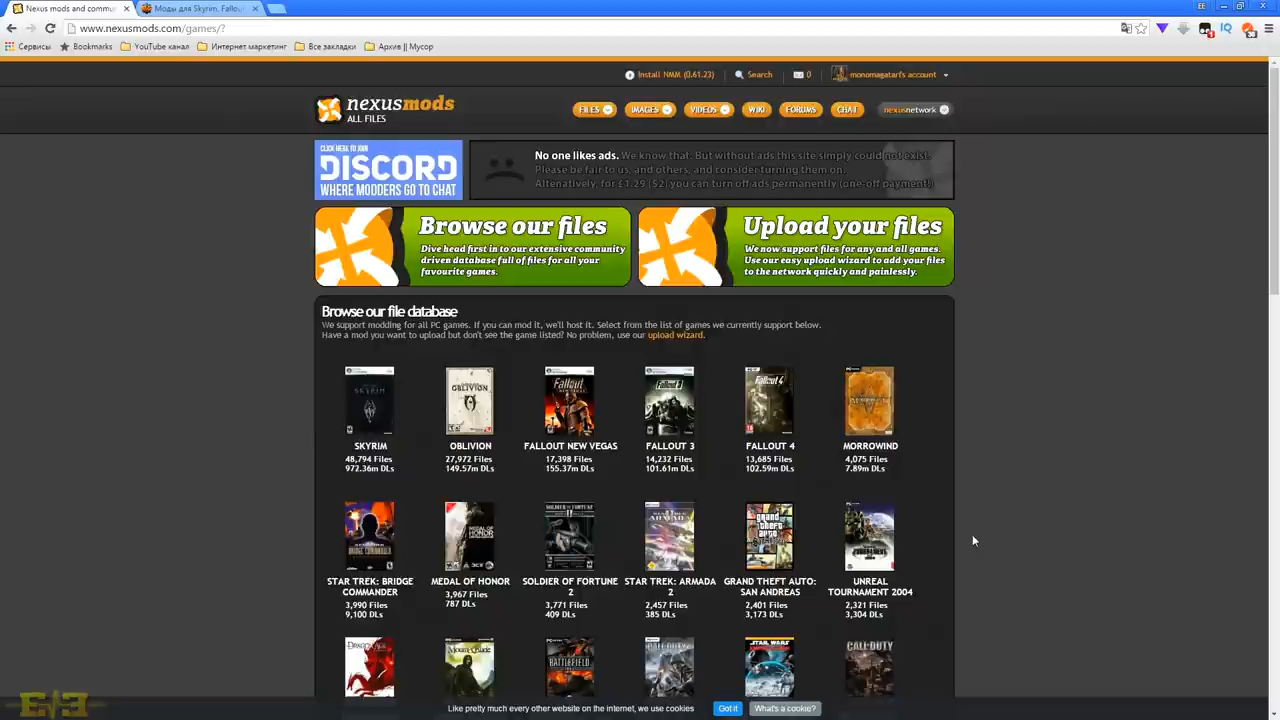 Nexus mods and commu
Моды для Skyrim, Fallou
EE
www.nexusmods.com/games/?
Сервисы
Bookmarks
YouTube канал
Интернет маркетинг
Все закладки
Архив || Мусор
Install NMM (0.61.23)
Search
0
monomagatari's account
nexusmods
ALL FILES
FILES
IMAGES
VIDEOS
WIKI
FORUMS
CHAT
nexusnetwork
CLICK HERE TO JOIN
DISCORD
WHERE MODDERS GO TO CHAT
No one likes ads. We know that. But without ads this site simply could not exist.
Please be fair to us, and others, and consider turning them on.
Altenatively, for £1.29 ($2) you can turn off ads permanently (one-off payment!)
Browse our files
Dive head first in to our extensive community
driven database full of files for all your
favourite games.
Upload your files
We now support files for any and all games.
Use our easy upload wizard to add your files
to the network quickly and painlessly.
Browse our file database
We support modding for all PC games. If you can mod it, we'll host it. Select from the list of games we currently support below.
Have a mod you want to upload but don't see the game listed? No problem, use our upload wizard.
SKYRIM
48,794 Files
972.36m DLs
OBLIVION
27,972 Files
149.57m DLs
FALLOUT NEW VEGAS
17,398 Files
155.37m DLs
FALLOUT 3
14,232 Files
101.61m DLs
FALLOUT 4
13,685 Files
102.59m DLs
MORROWIND
4,075 Files
7.89m DLs
STAR TREK: BRIDGE
COMMANDER
3,990 Files
9,100 DLs
MEDAL OF HONOR
3,967 Files
787 DLs
SOLDIER OF FORTUNE
2
3,771 Files
409 DLs
STAR TREK: ARMADA
2
2,457 Files
385 DLs
GRAND THEFT AUTO:
SAN ANDREAS
2,401 Files
3,173 DLs
UNREAL
TOURNAMENT 2004
2,321 Files
3,304 DLs
Like pretty much every other website on the internet, we use cookies
Got it
What's a cookie?